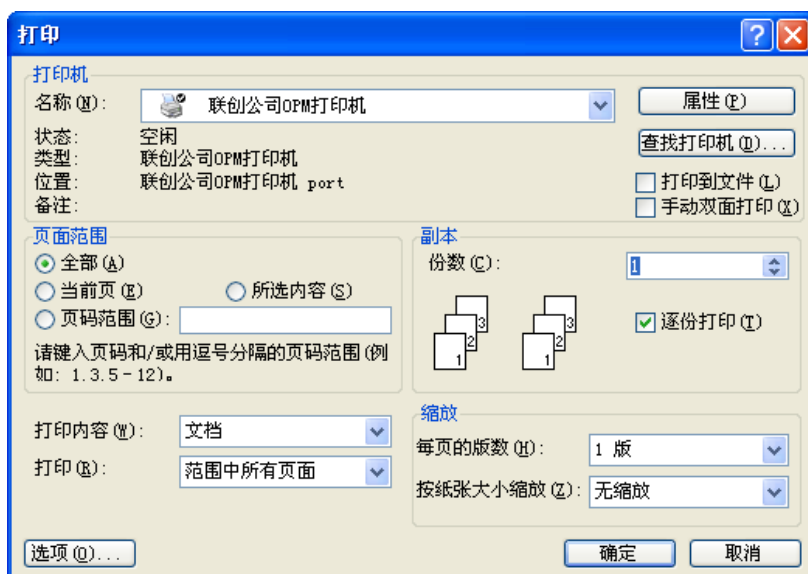 打印
打印机
名称(N): 联创公司OPM打印机 属性(P)
状态: 空闲
类型: 联创公司OPM打印机 查找打印机(D)...
位置: 联创公司OPM打印机 port 打印到文件(L)
备注: 手动双面打印(X)
页面范围
全部(A)
当前页(E) 所选内容(S)
页码范围(G):
请键入页码和/或用逗号分隔的页码范围(例
如: 1.3.5-12)。
副本
份数(C): 1
1 2 3 1 2 3
逐份打印(T)
打印内容(W): 文档
打印(R): 范围中所有页面
缩放
每页的版数(H): 1 版
按纸张大小缩放(Z): 无缩放
选项(O)... 确定 取消